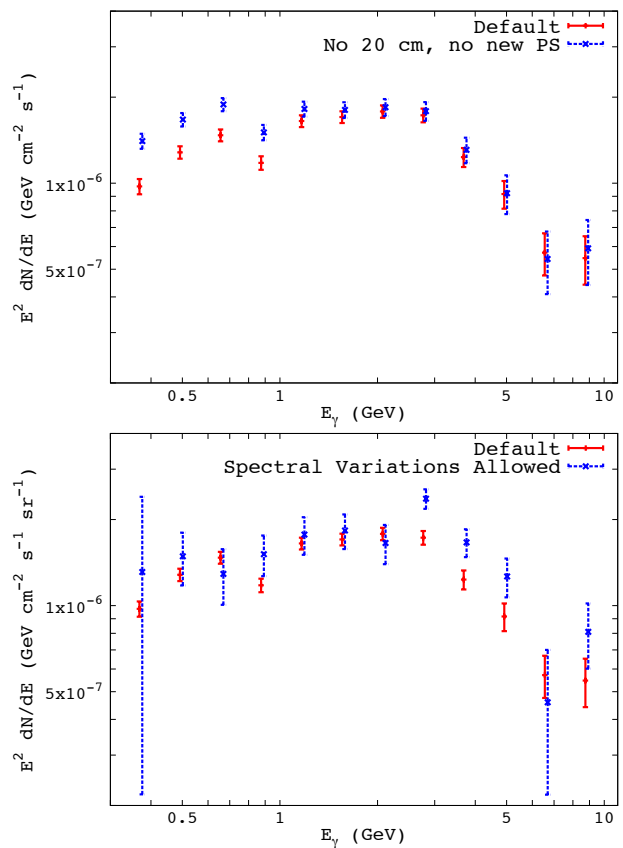 Default
No 20 cm, no new PS
E² dN/dE (GeV cm⁻² s⁻¹)
1x10⁻⁶
5x10⁻⁷
0.5 1 5 10
E_γ (GeV)
Default
Spectral Variations Allowed
E² dN/dE (GeV cm⁻² s⁻¹ sr⁻¹)
1x10⁻⁶
5x10⁻⁷
0.5 1 5 10
E_γ (GeV)